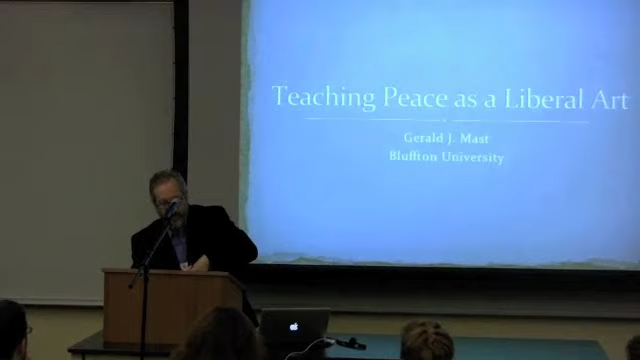 Teaching Peace as a Liberal Art
Gerald J. Mast
Bluffton University